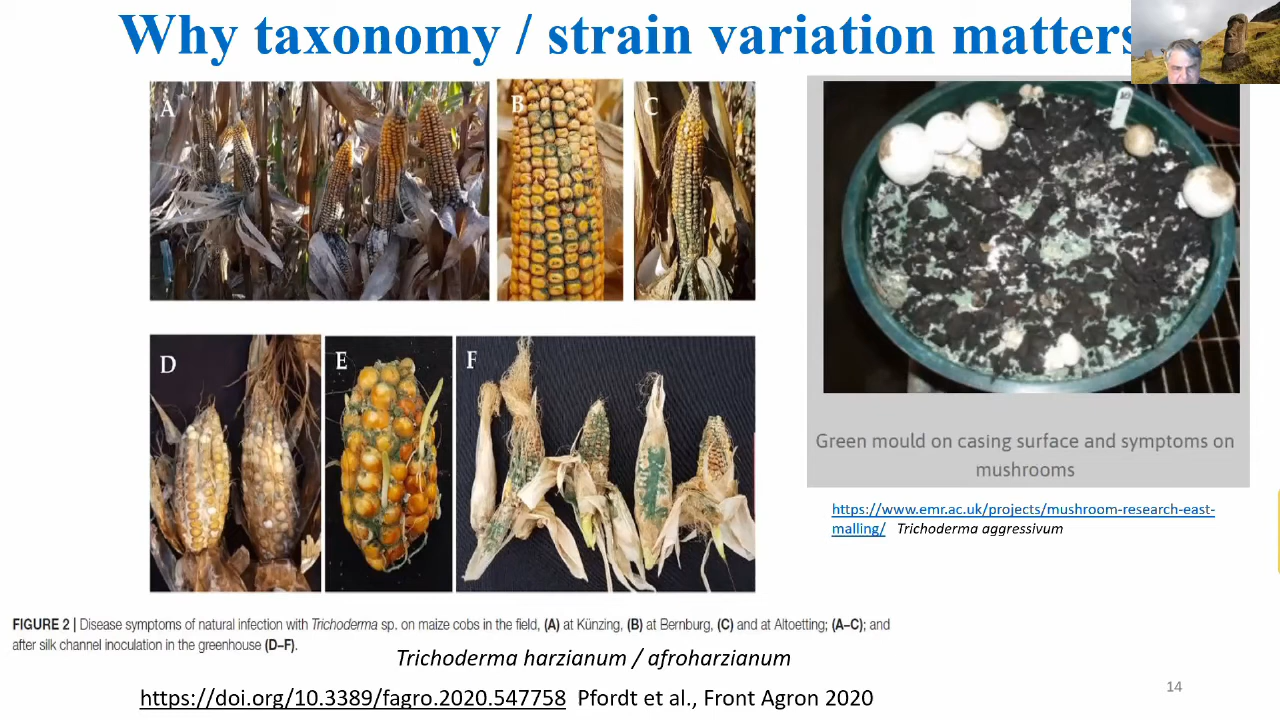 Why taxonomy / strain variation matters
A
B
C
D
E
F
Green mould on casing surface and symptoms on
mushrooms
https://www.emr.ac.uk/projects/mushroom-research-east-
malling/ Trichoderma aggressivum
FIGURE 2 | Disease symptoms of natural infection with Trichoderma sp. on maize cobs in the field, (A) at Künzing, (B) at Bernburg, (C) and at Altoetting; (A–C); and
after silk channel inoculation in the greenhouse (D–F).
Trichoderma harzianum / afroharzianum
https://doi.org/10.3389/fagro.2020.547758 Pfordt et al., Front Agron 2020
14